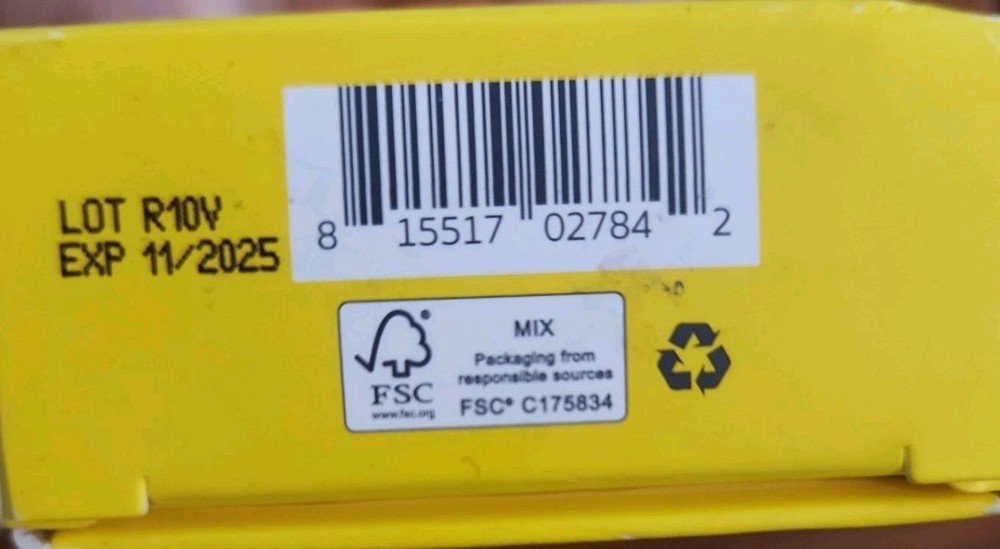 LOT R10V
EXP 11/2025
8 15517 02784 2
FSC
www.fsc.org
MIX
Packaging from
responsible sources
FSC® C175834